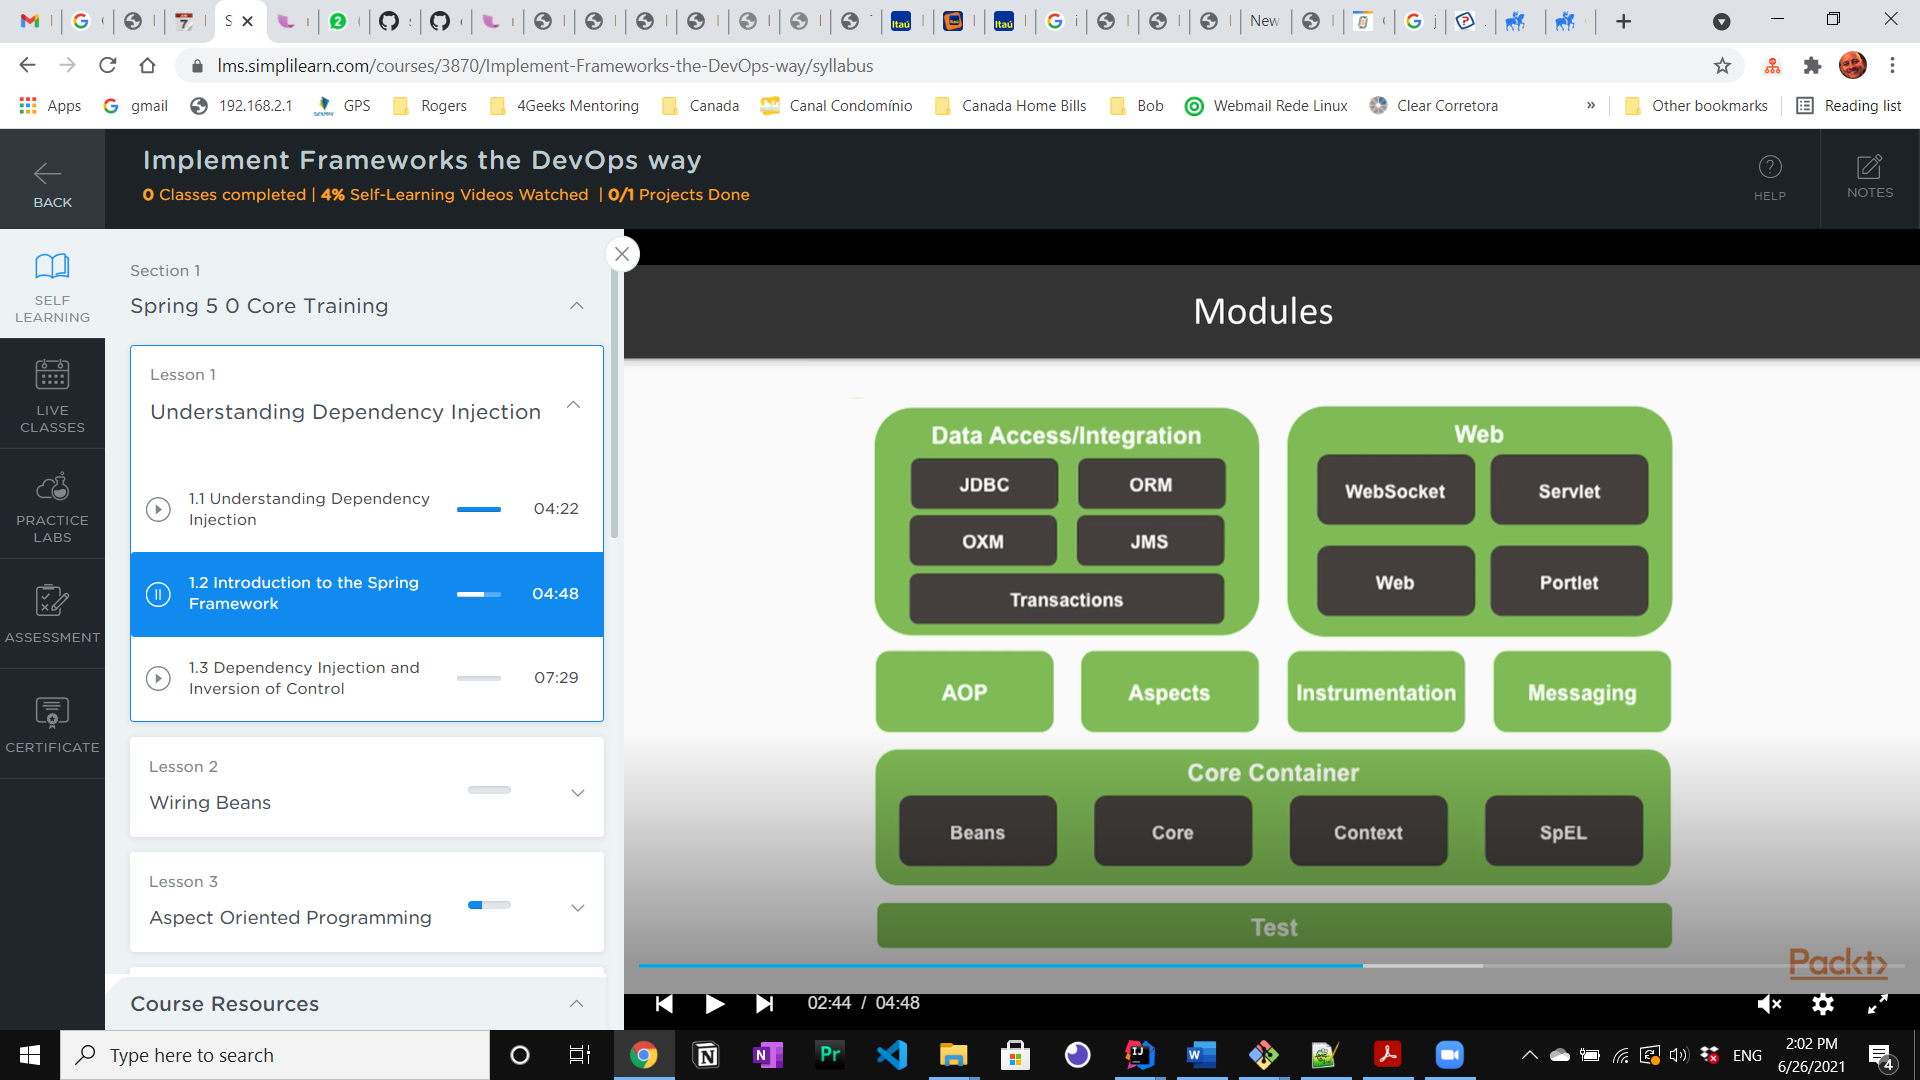 S
New
lms.simplilearn.com/courses/3870/Implement-Frameworks-the-DevOps-way/syllabus
Apps
gmail
192.168.2.1
GPS
Rogers
4Geeks Mentoring
Canada
Canal Condomínio
Canada Home Bills
Bob
Webmail Rede Linux
Clear Corretora
»
Other bookmarks
Reading list
BACK
Implement Frameworks the DevOps way
0 Classes completed | 4% Self-Learning Videos Watched | 0/1 Projects Done
HELP
NOTES
SELF
LEARNING
LIVE
CLASSES
PRACTICE
LABS
ASSESSMENT
CERTIFICATE
Section 1
Spring 5 0 Core Training
Lesson 1
Understanding Dependency Injection
1.1 Understanding Dependency
Injection
04:22
1.2 Introduction to the Spring
Framework
04:48
1.3 Dependency Injection and
Inversion of Control
07:29
Lesson 2
Wiring Beans
Lesson 3
Aspect Oriented Programming
Course Resources
Modules
Data Access/Integration
JDBC
ORM
OXM
JMS
Transactions
Web
WebSocket
Servlet
Web
Portlet
AOP
Aspects
Instrumentation
Messaging
Core Container
Beans
Core
Context
SpEL
Test
Packt
02:44 / 04:48
Type here to search
ENG
2:02 PM
6/26/2021
4